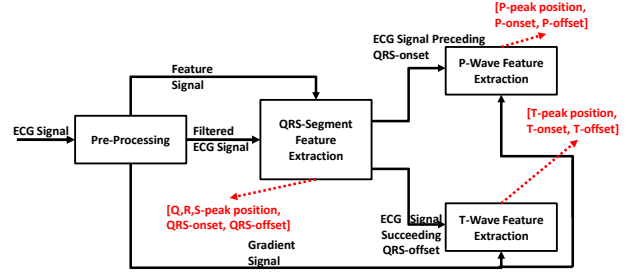 [P-peak position,
P-onset, P-offset]
ECG Signal Preceding
QRS-onset
P-Wave Feature
Extraction
Feature
Signal
ECG Signal
Pre-Processing
Filtered
ECG Signal
QRS-Segment
Feature
Extraction
[T-peak position,
T-onset, T-offset]
[Q,R,S-peak position,
QRS-onset, QRS-offset]
ECG Signal
Succeeding
QRS-offset
T-Wave Feature
Extraction
Gradient
Signal